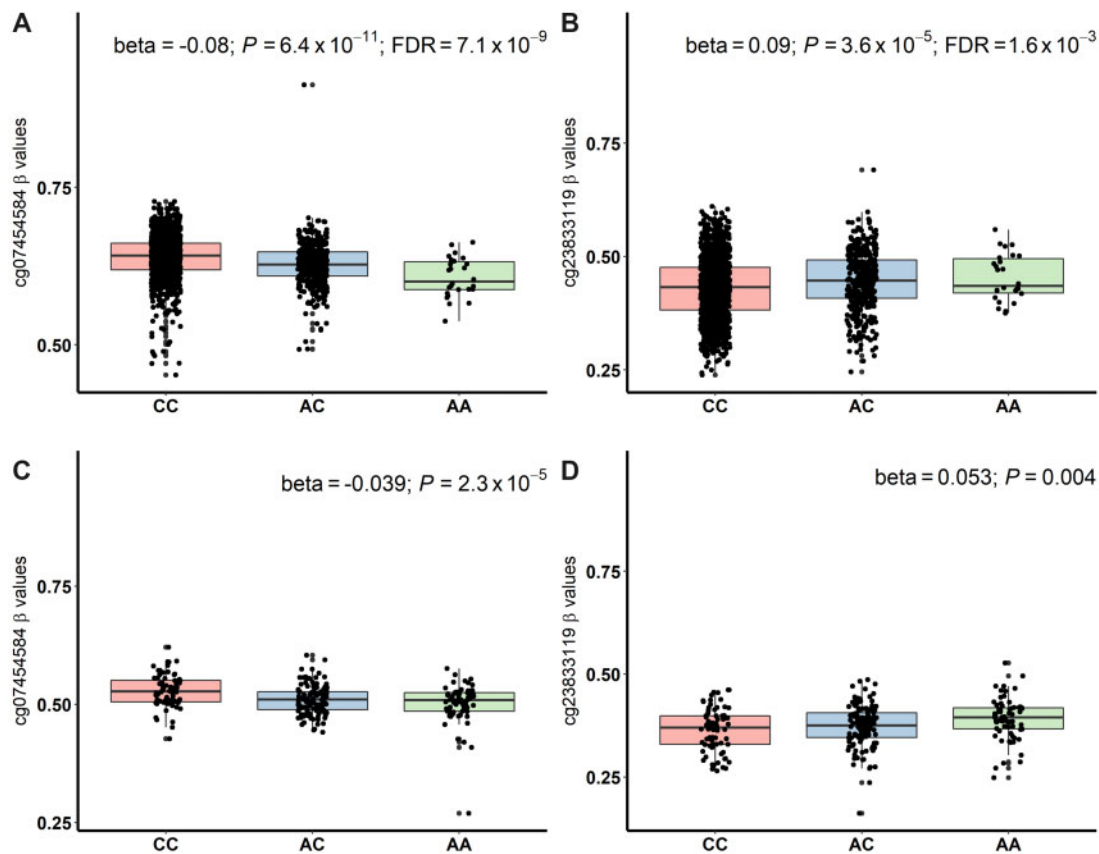 A
beta = -0.08; P = 6.4 x 10⁻¹¹; FDR = 7.1 x 10⁻⁹
cg07454584 β values
0.75
0.50
CC AC AA
B
beta = 0.09; P = 3.6 x 10⁻⁵; FDR = 1.6 x 10⁻³
cg23833119 β values
0.75
0.50
0.25
CC AC AA
C
beta = -0.039; P = 2.3 x 10⁻⁵
cg07454584 β values
0.75
0.50
0.25
CC AC AA
D
beta = 0.053; P = 0.004
cg23833119 β values
0.75
0.50
0.25
CC AC AA